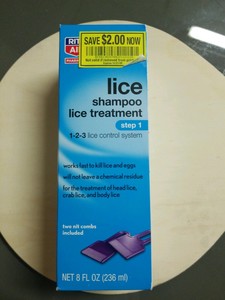 RITE
AID
SAVE $2.00 NOW
lice
shampoo
lice treatment
step 1
1-2-3 lice control system
works fast to kill lice and eggs
will not leave a chemical residue
for the treatment of head lice,
crab lice, and body lice
two nit combs
included
NET 8 FL OZ (236 ml)